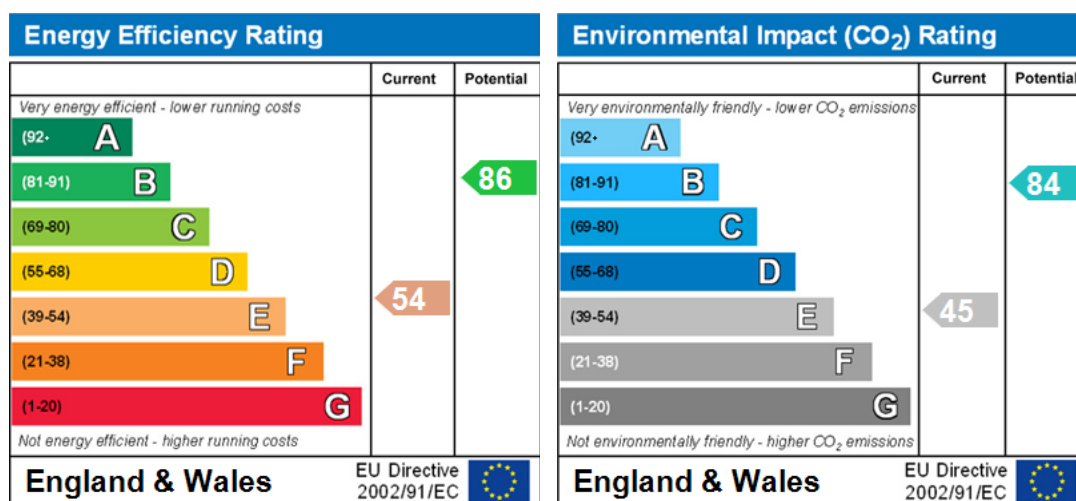 Energy Efficiency Rating
Current Potential
Very energy efficient - lower running costs
(92+ A
(81-91) B
86
(69-80) C
(55-68) D
54
(39-54) E
(21-38) F
(1-20) G
Not energy efficient - higher running costs
England & Wales
EU Directive
2002/91/EC
Environmental Impact (CO₂) Rating
Current Potential
Very environmentally friendly - lower CO₂ emissions
(92+ A
(81-91) B
84
(69-80) C
(55-68) D
(39-54) E
45
(21-38) F
(1-20) G
Not environmentally friendly - higher CO₂ emissions
England & Wales
EU Directive
2002/91/EC